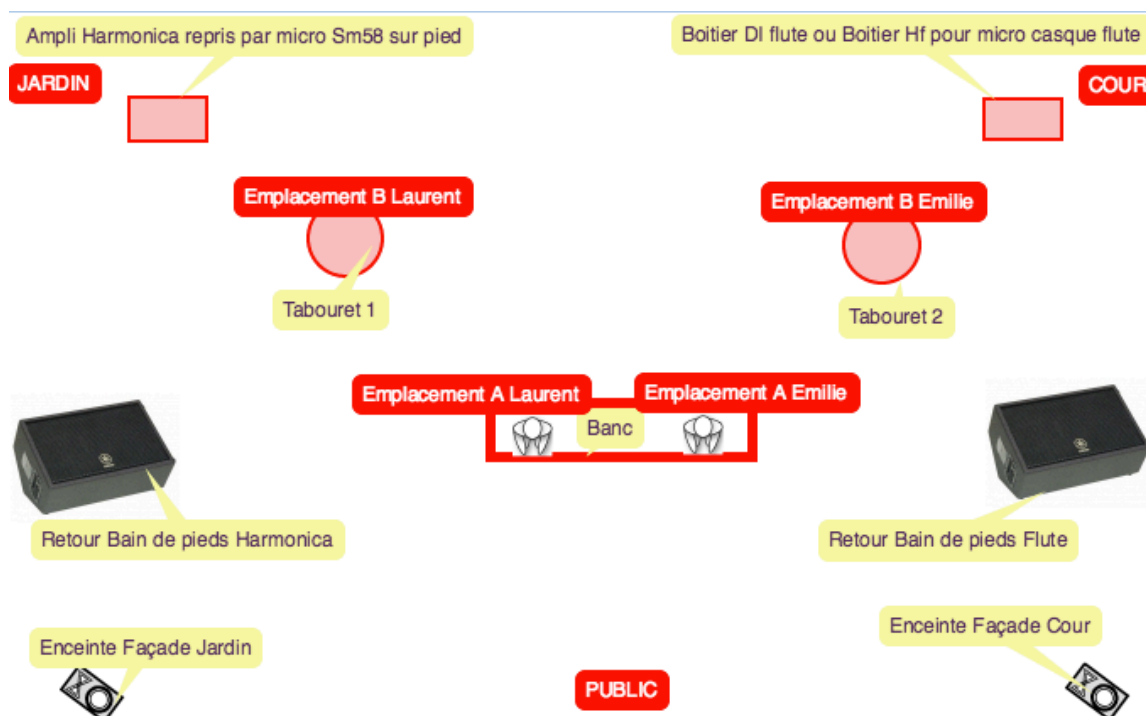 Ampli Harmonica repris par micro Sm58 sur pied
Boitier DI flute ou Boitier Hf pour micro casque flute
JARDIN
COUR
Emplacement B Laurent
Emplacement B Emilie
Tabouret 1
Tabouret 2
Emplacement A Laurent
Emplacement A Emilie
Banc
Retour Bain de pieds Harmonica
Retour Bain de pieds Flute
Enceinte Façade Jardin
Enceinte Façade Cour
PUBLIC